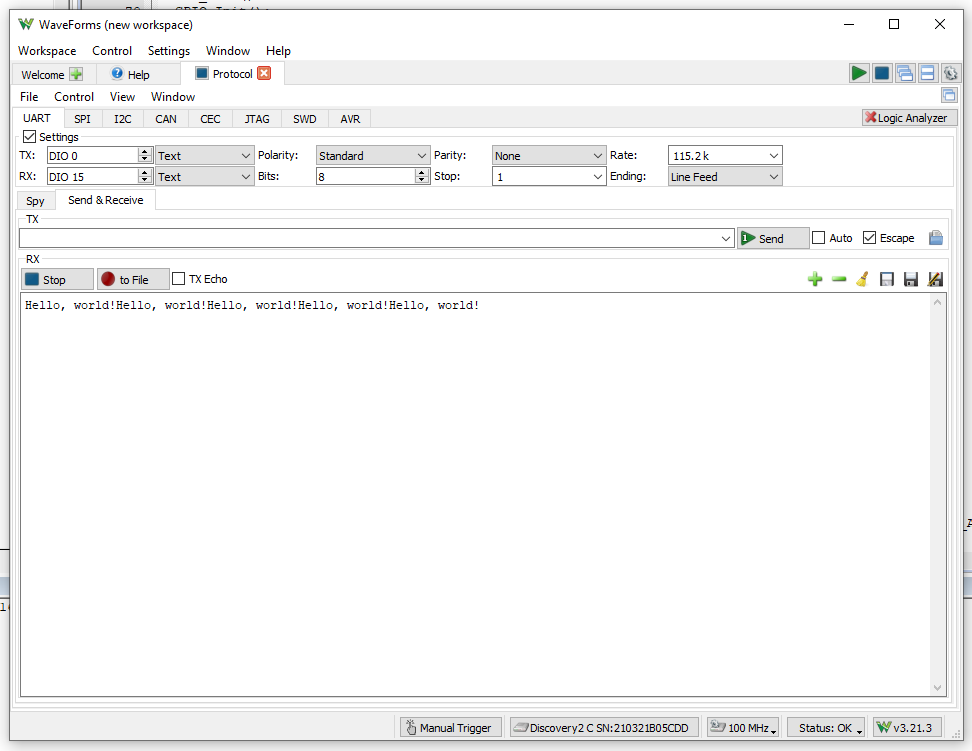 70
GPIO_Init();
WaveForms (new workspace)
Workspace Control Settings Window Help
Welcome Help Protocol
File Control View Window
UART SPI I2C CAN CEC JTAG SWD AVR Logic Analyzer
Settings
TX: DIO 0 Text Polarity: Standard Parity: None Rate: 115.2 k
RX: DIO 15 Text Bits: 8 Stop: 1 Ending: Line Feed
Spy Send & Receive
TX
1 Send Auto Escape
RX
Stop to File TX Echo
Hello, world!Hello, world!Hello, world!Hello, world!Hello, world!
Manual Trigger Discovery2 C SN:210321B05CDD 100 MHz Status: OK v3.21.3